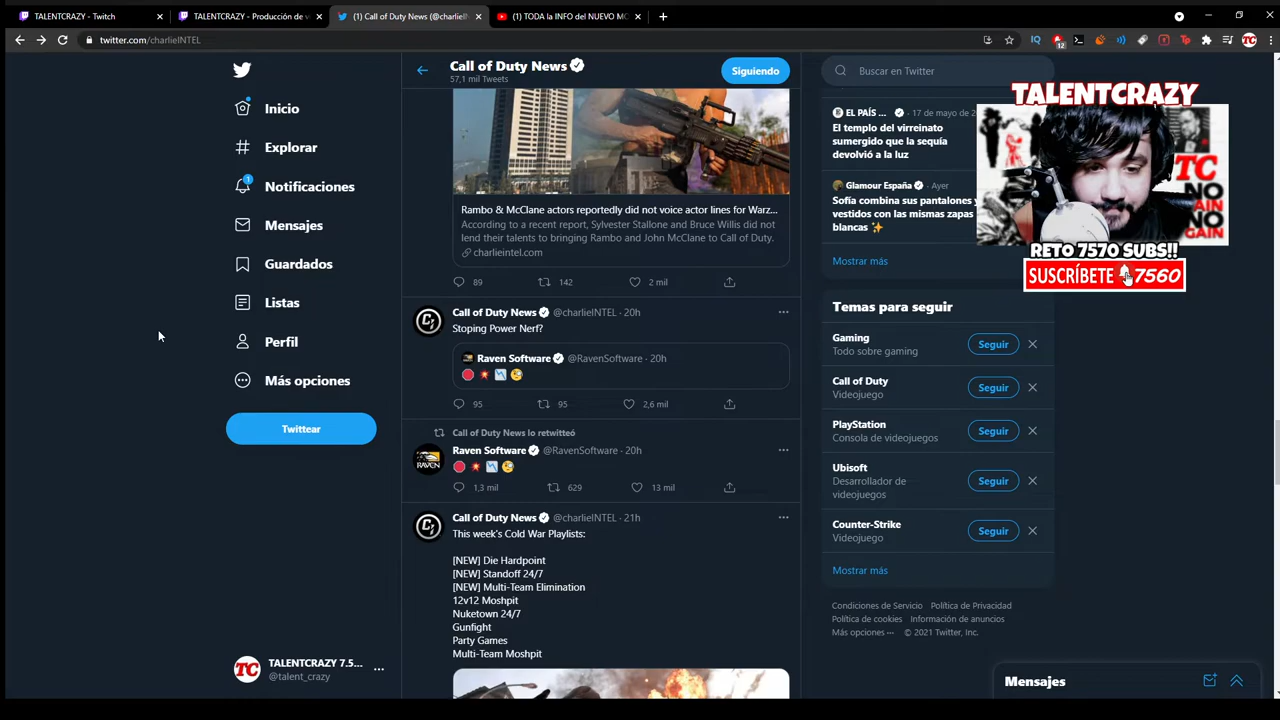 TALENTCRAZY - Twitch
TALENTCRAZY - Producción de v
(1) Call of Duty News (@charlieIN
(1) TODA la INFO del NUEVO MC
twitter.com/charlieINTEL
12
TC
Call of Duty News
57,1 mil Tweets
Siguiendo
Inicio
Explorar
1
Notificaciones
Mensajes
Guardados
Listas
Perfil
Más opciones
Twittear
TALENTCRAZY 7.5...
@talent_crazy
Rambo & McClane actors reportedly did not voice actor lines for Warz...
According to a recent report, Sylvester Stallone and Bruce Willis did not
lend their talents to bringing Rambo and John McClane to Call of Duty.
charlieintel.com
89
142
2 mil
Call of Duty News @charlieINTEL · 20h
Stoping Power Nerf?
Raven Software @RavenSoftware · 20h
95
95
2,6 mil
Call of Duty News lo retwitteó
Raven Software @RavenSoftware · 20h
RAVEN
1,3 mil
629
13 mil
Call of Duty News @charlieINTEL · 21h
This week's Cold War Playlists:
[NEW] Die Hardpoint
[NEW] Standoff 24/7
[NEW] Multi-Team Elimination
12v12 Moshpit
Nuketown 24/7
Gunfight
Party Games
Multi-Team Moshpit
Buscar en Twitter
EL PAÍS ... · 17 de mayo de
El templo del virreinato
sumergido que la sequía
devolvió a la luz
Glamour España · Ayer
Sofía combina sus pantalones y
vestidos con las mismas zapa
blancas
Mostrar más
Temas para seguir
Gaming
Todo sobre gaming
Seguir
Call of Duty
Videojuego
Seguir
PlayStation
Consola de videojuegos
Seguir
Ubisoft
Desarrollador de
videojuegos
Seguir
Counter-Strike
Videojuego
Seguir
Mostrar más
Condiciones de Servicio Política de Privacidad
Política de cookies Información de anuncios
Más opciones ··· © 2021 Twitter, Inc.
Mensajes
TALENTCRAZY
TC
NO
GAIN
NO
GAIN
RETO 7570 SUBS!!
SUSCRÍBETE 7560